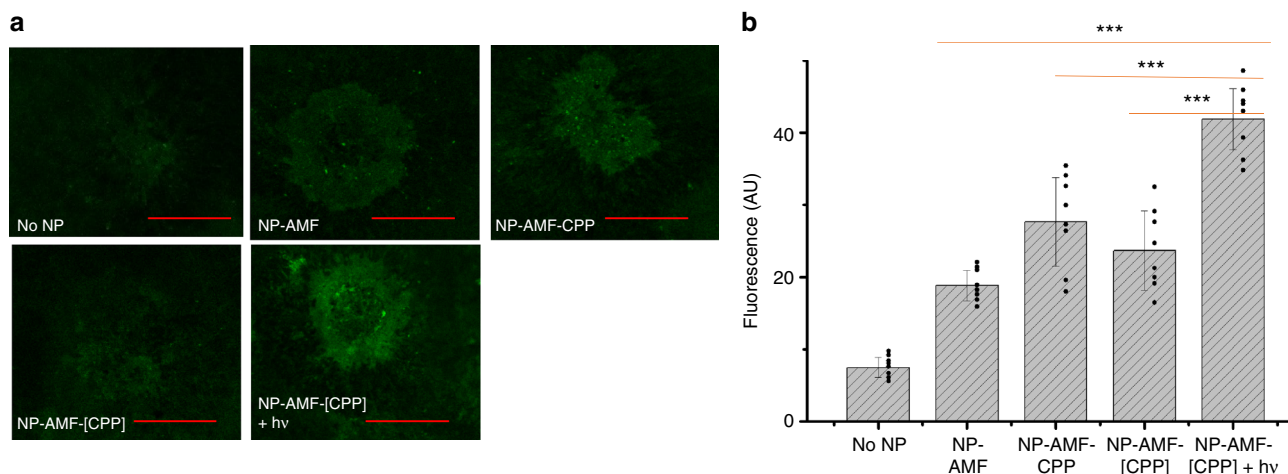 a
No NP
NP-AMF
NP-AMF-CPP
NP-AMF-[CPP]
NP-AMF-[CPP]
+ hν
b
***
***
***
Fluorescence (AU)
40
20
0
No NP
NP-
AMF
NP-AMF-
CPP
NP-AMF-
[CPP]
NP-AMF-
[CPP] + hν